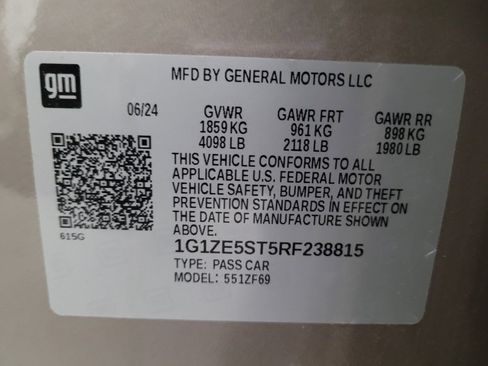 gm
MFD BY GENERAL MOTORS LLC
06/24 GVWR GAWR FRT GAWR RR
1859 KG 961 KG 898 KG
4098 LB 2118 LB 1980 LB
THIS VEHICLE CONFORMS TO ALL
APPLICABLE U.S. FEDERAL MOTOR
VEHICLE SAFETY, BUMPER, AND THEFT
PREVENTION STANDARDS IN EFFECT ON
THE DATE OF MANUFACTURE SHOWN
ABOVE.
615G
1G1ZE5ST5RF238815
TYPE: PASS CAR
MODEL: 551ZF69